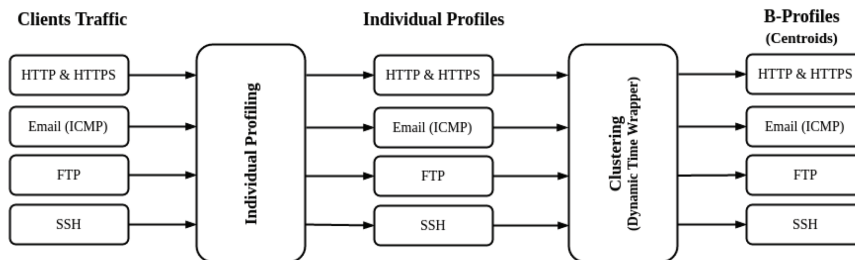 Clients Traffic
Individual Profiles
B-Profiles
(Centroids)
HTTP & HTTPS
Email (ICMP)
FTP
SSH
Individual Profiling
HTTP & HTTPS
Email (ICMP)
FTP
SSH
Clustering
(Dynamic Time Wrapper)
HTTP & HTTPS
Email (ICMP)
FTP
SSH